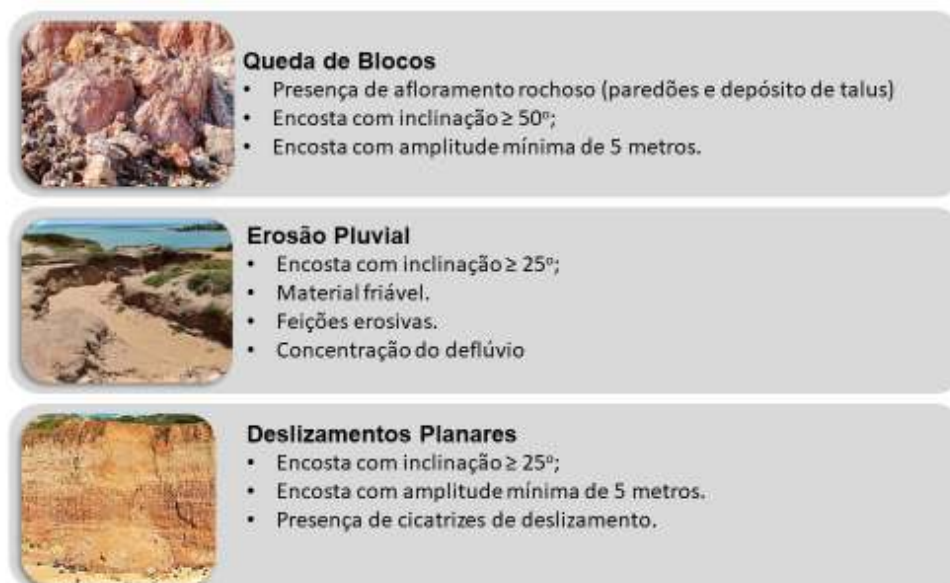 Queda de Blocos
• Presença de afloramento rochoso (paredões e depósito de talus)
• Encosta com inclinação ≥ 50º;
• Encosta com amplitude mínima de 5 metros.
Erosão Pluvial
• Encosta com inclinação ≥ 25º;
• Material friável.
• Feições erosivas.
• Concentração do deflúvio
Deslizamentos Planares
• Encosta com inclinação ≥ 25º;
• Encosta com amplitude mínima de 5 metros.
• Presença de cicatrizes de deslizamento.